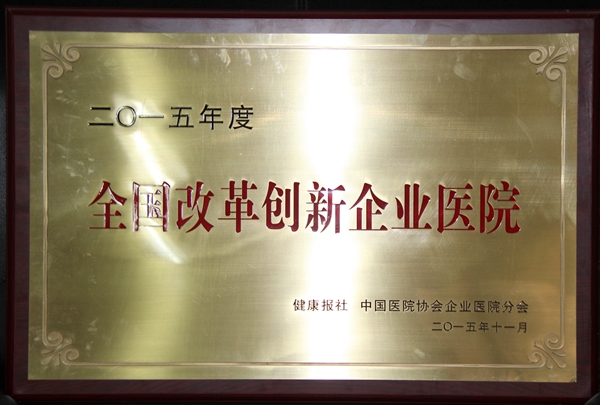 二〇一五年度
全国改革创新企业医院
健康报社 中国医院协会企业医院分会
二〇一五年十一月